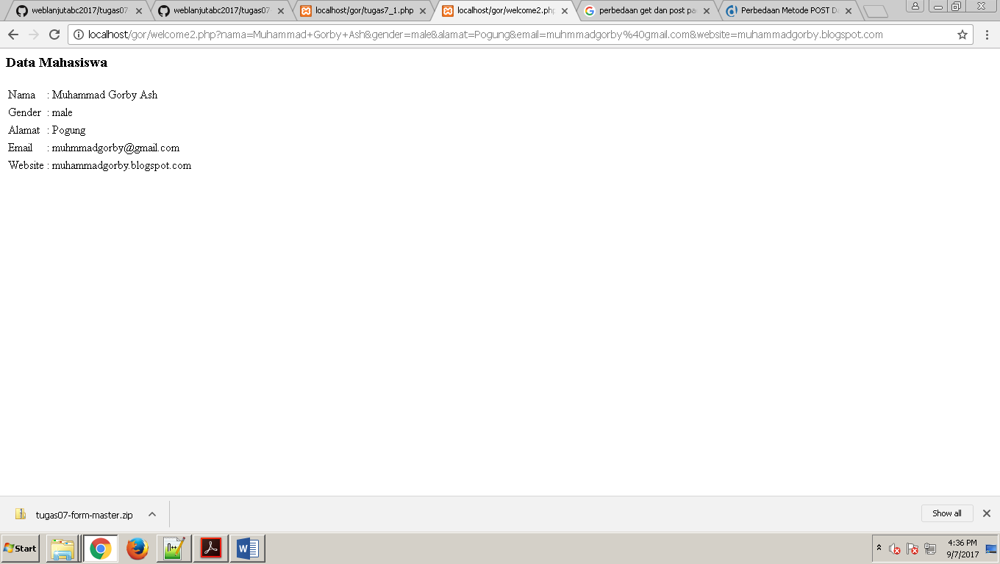 weblanjutabc2017/tugas07
weblanjutabc2017/tugas07
localhost/gor/tugas7_1.php
localhost/gor/welcome2.php
perbedaan get dan post pa
Perbedaan Metode POST D
localhost/gor/welcome2.php?nama=Muhammad+Gorby+Ash&gender=male&alamat=Pogung&email=muhmmadgorby%40gmail.com&website=muhammadgorby.blogspot.com
Data Mahasiswa
Nama : Muhammad Gorby Ash
Gender : male
Alamat : Pogung
Email : muhmmadgorby@gmail.com
Website : muhammadgorby.blogspot.com
tugas07-form-master.zip
Show all
Start
4:36 PM
9/7/2017